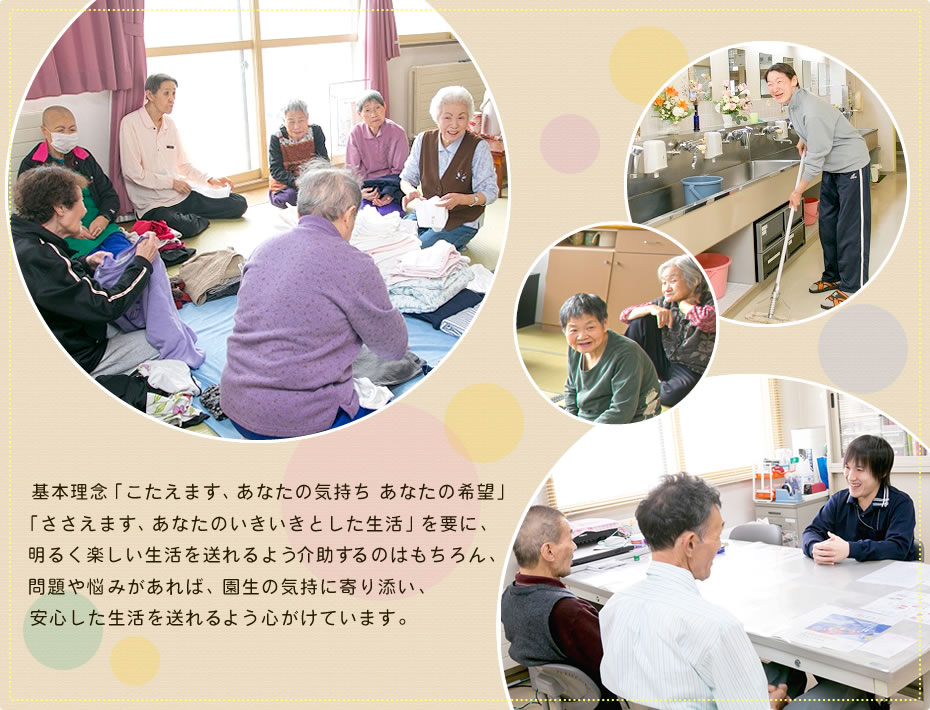 基本理念「こたえます、あなたの気持ち あなたの希望」
「ささえます、あなたのいきいきとした生活」を要に、
明るく楽しい生活を送れるよう介助するのはもちろん、
問題や悩みがあれば、園生の気持に寄り添い、
安心した生活を送れるよう心がけています。